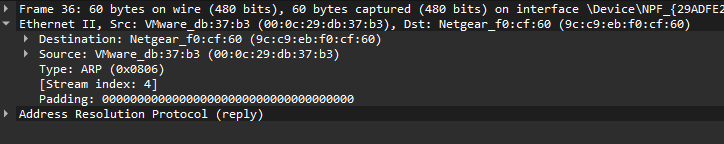 Frame 36: 60 bytes on wire (480 bits), 60 bytes captured (480 bits) on interface \Device\NPF_{29ADFE2
Ethernet II, Src: VMware_db:37:b3 (00:0c:29:db:37:b3), Dst: Netgear_f0:cf:60 (9c:c9:eb:f0:cf:60)
Destination: Netgear_f0:cf:60 (9c:c9:eb:f0:cf:60)
Source: VMware_db:37:b3 (00:0c:29:db:37:b3)
Type: ARP (0x0806)
[Stream index: 4]
Padding: 000000000000000000000000000000000000
Address Resolution Protocol (reply)